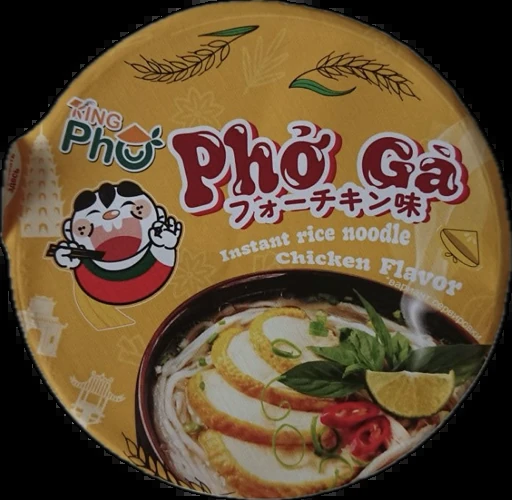 KING
Phở
Phở Gà
フォーチキン味
Instant rice noodle
Chicken Flavor